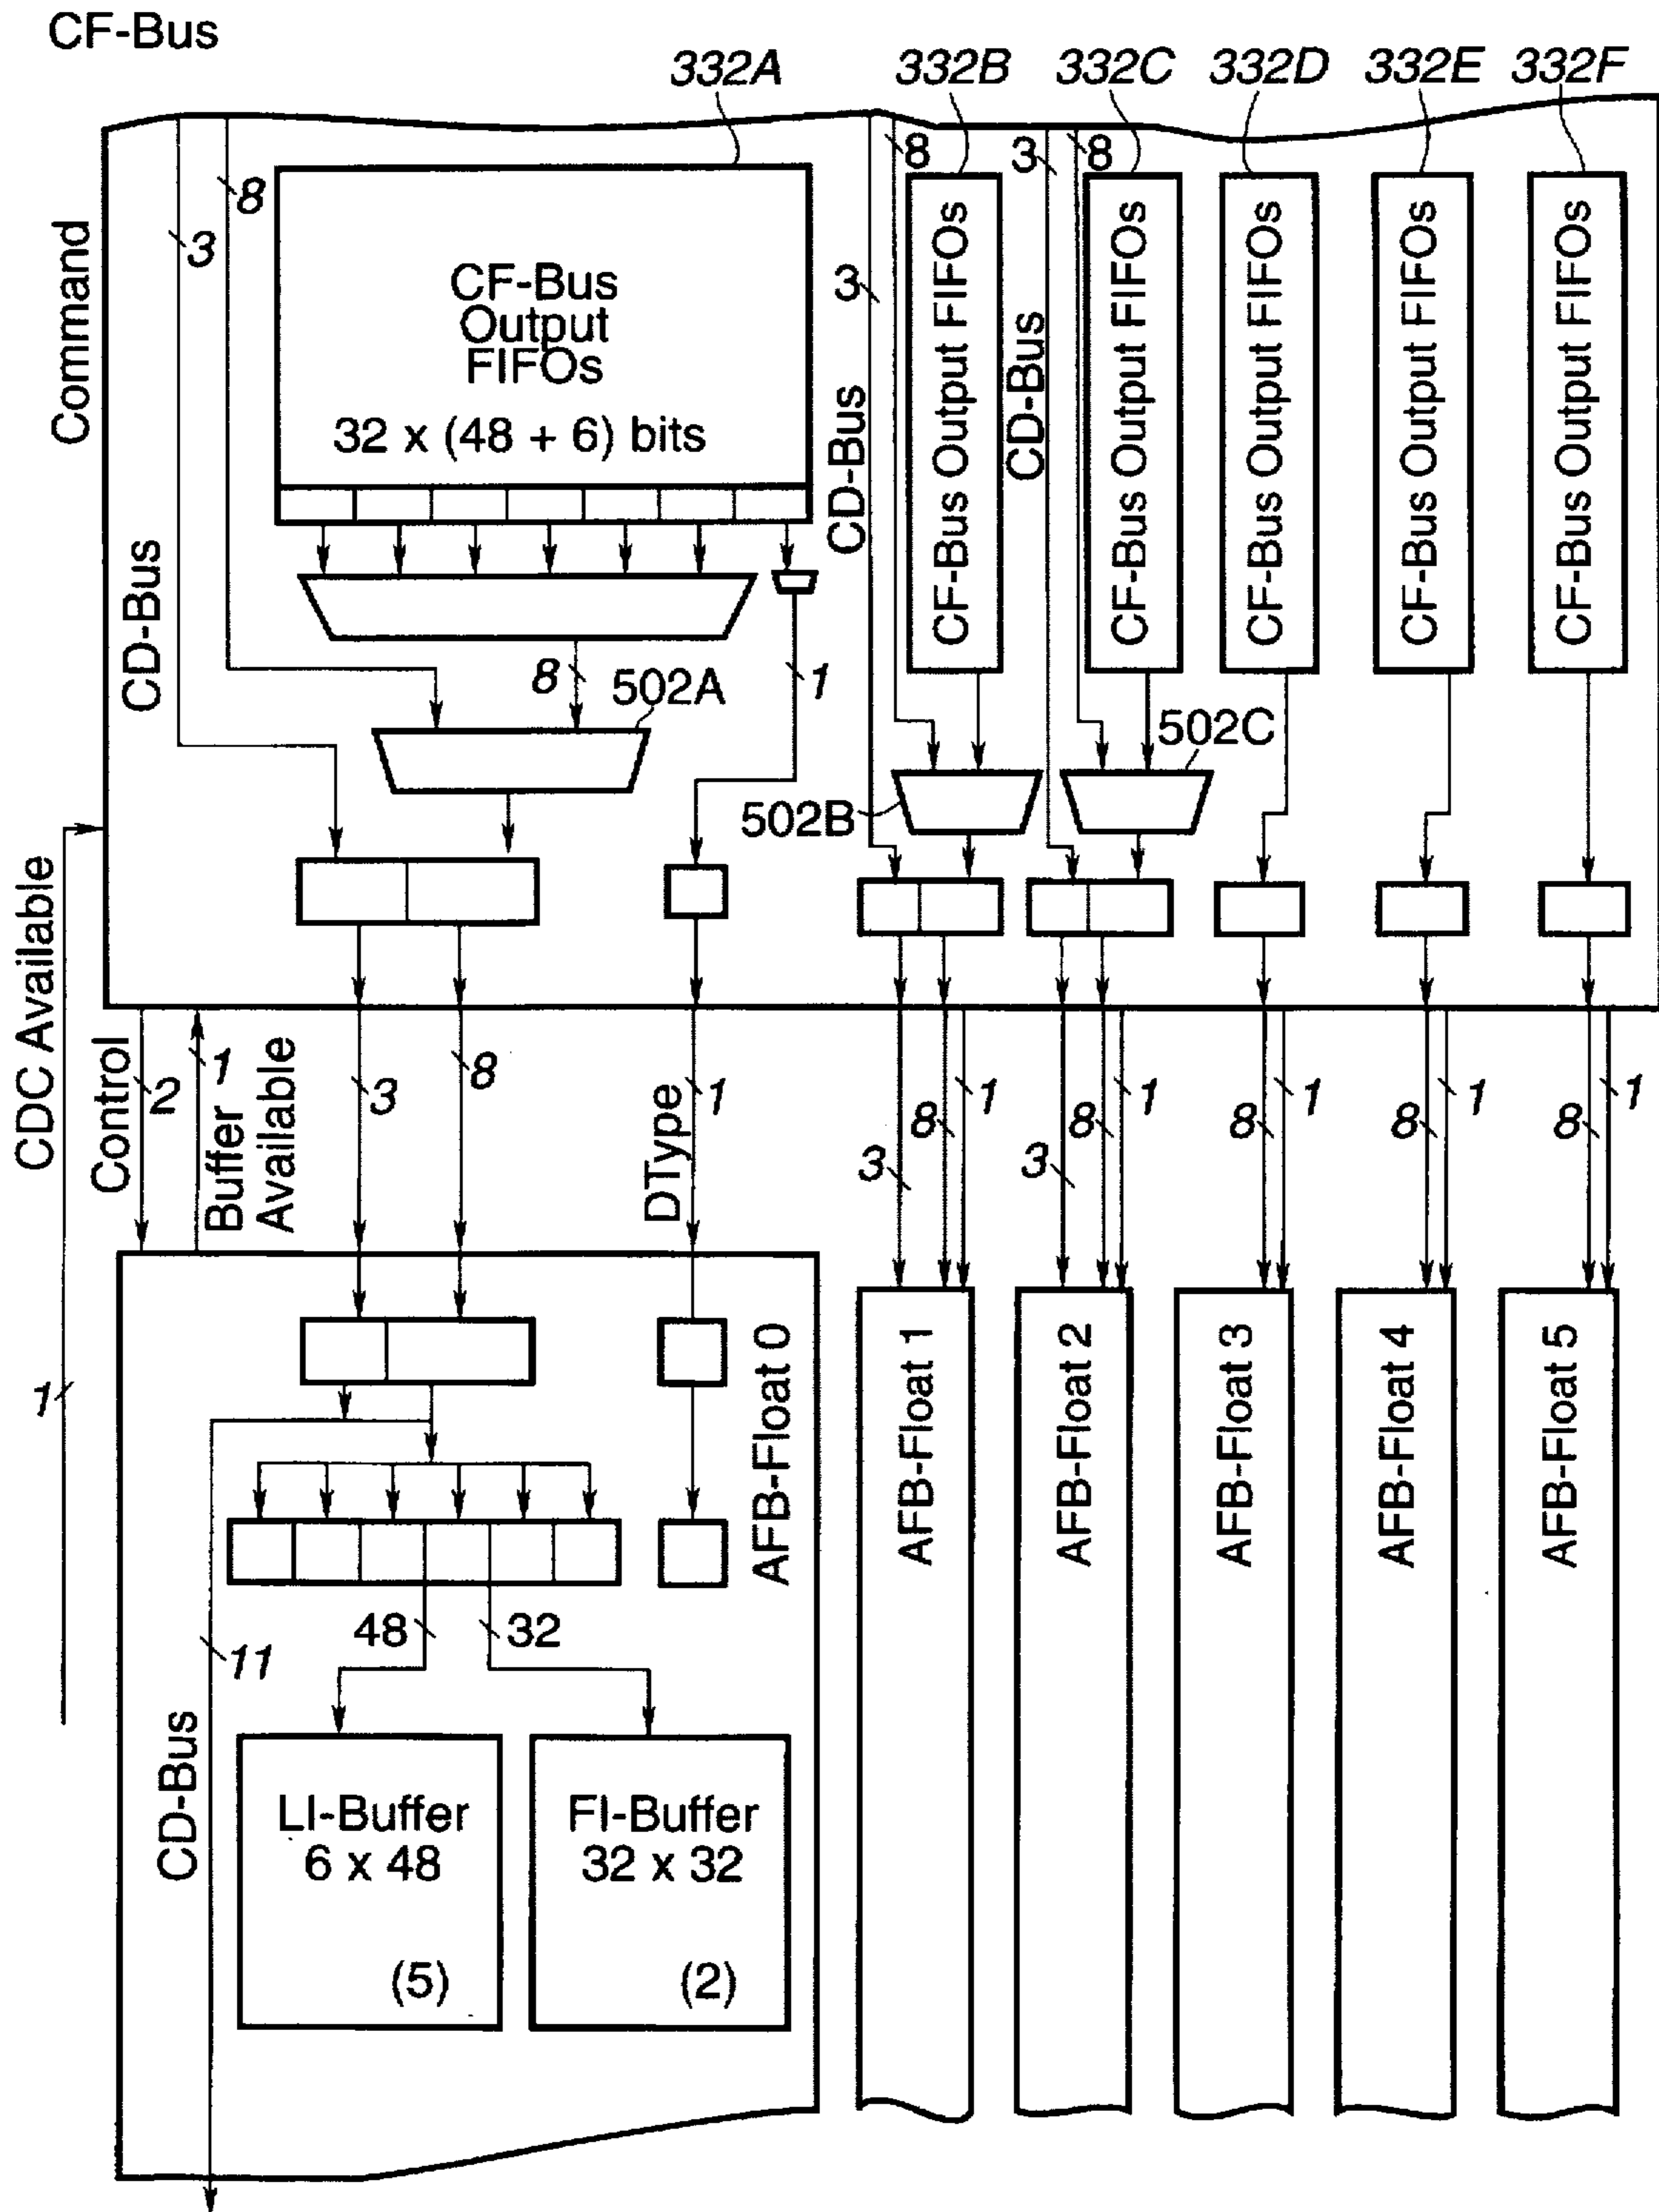 CF-Bus
332A
332B
332C
332D
332E
332F
Command
3
8
CF-Bus
Output
FIFOs
32 x (48 + 6) bits
CD-Bus
8
502A
1
3
8
CD-Bus
CF-Bus Output FIFOs
502B
3
8
CD-Bus
CF-Bus Output FIFOs
502C
CF-Bus Output FIFOs
CF-Bus Output FIFOs
CF-Bus Output FIFOs
CDC Available
1
Control
2
1
Buffer
Available
3
8
DType
1
3
8
1
3
8
1
8
1
8
1
8
1
AFB-Float 0
AFB-Float 1
AFB-Float 2
AFB-Float 3
AFB-Float 4
AFB-Float 5
48
32
11
CD-Bus
LI-Buffer
6 x 48
(5)
FI-Buffer
32 x 32
(2)